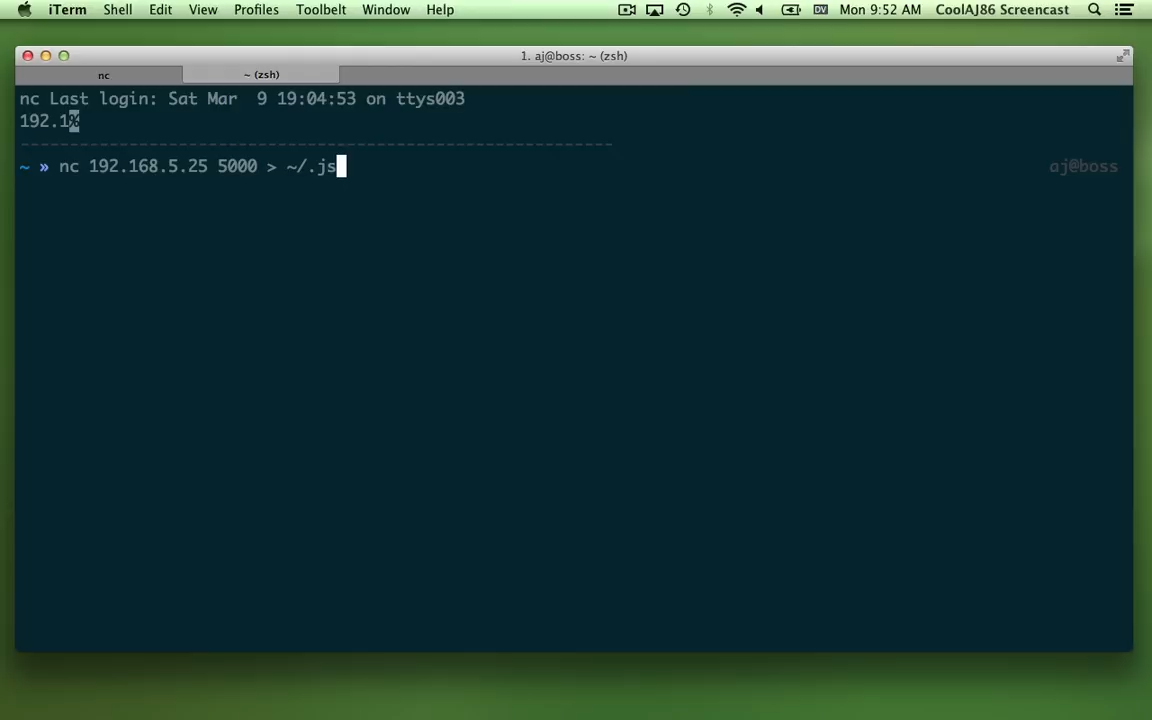 iTerm Shell Edit View Profiles Toolbelt Window Help DV Mon 9:52 AM CoolAJ86 Screencast
1. aj@boss: ~ (zsh)
nc ~ (zsh)
nc Last login: Sat Mar  9 19:04:53 on ttys003
192.1%
------------------------------------------------------------
~ » nc 192.168.5.25 5000 > ~/.js aj@boss